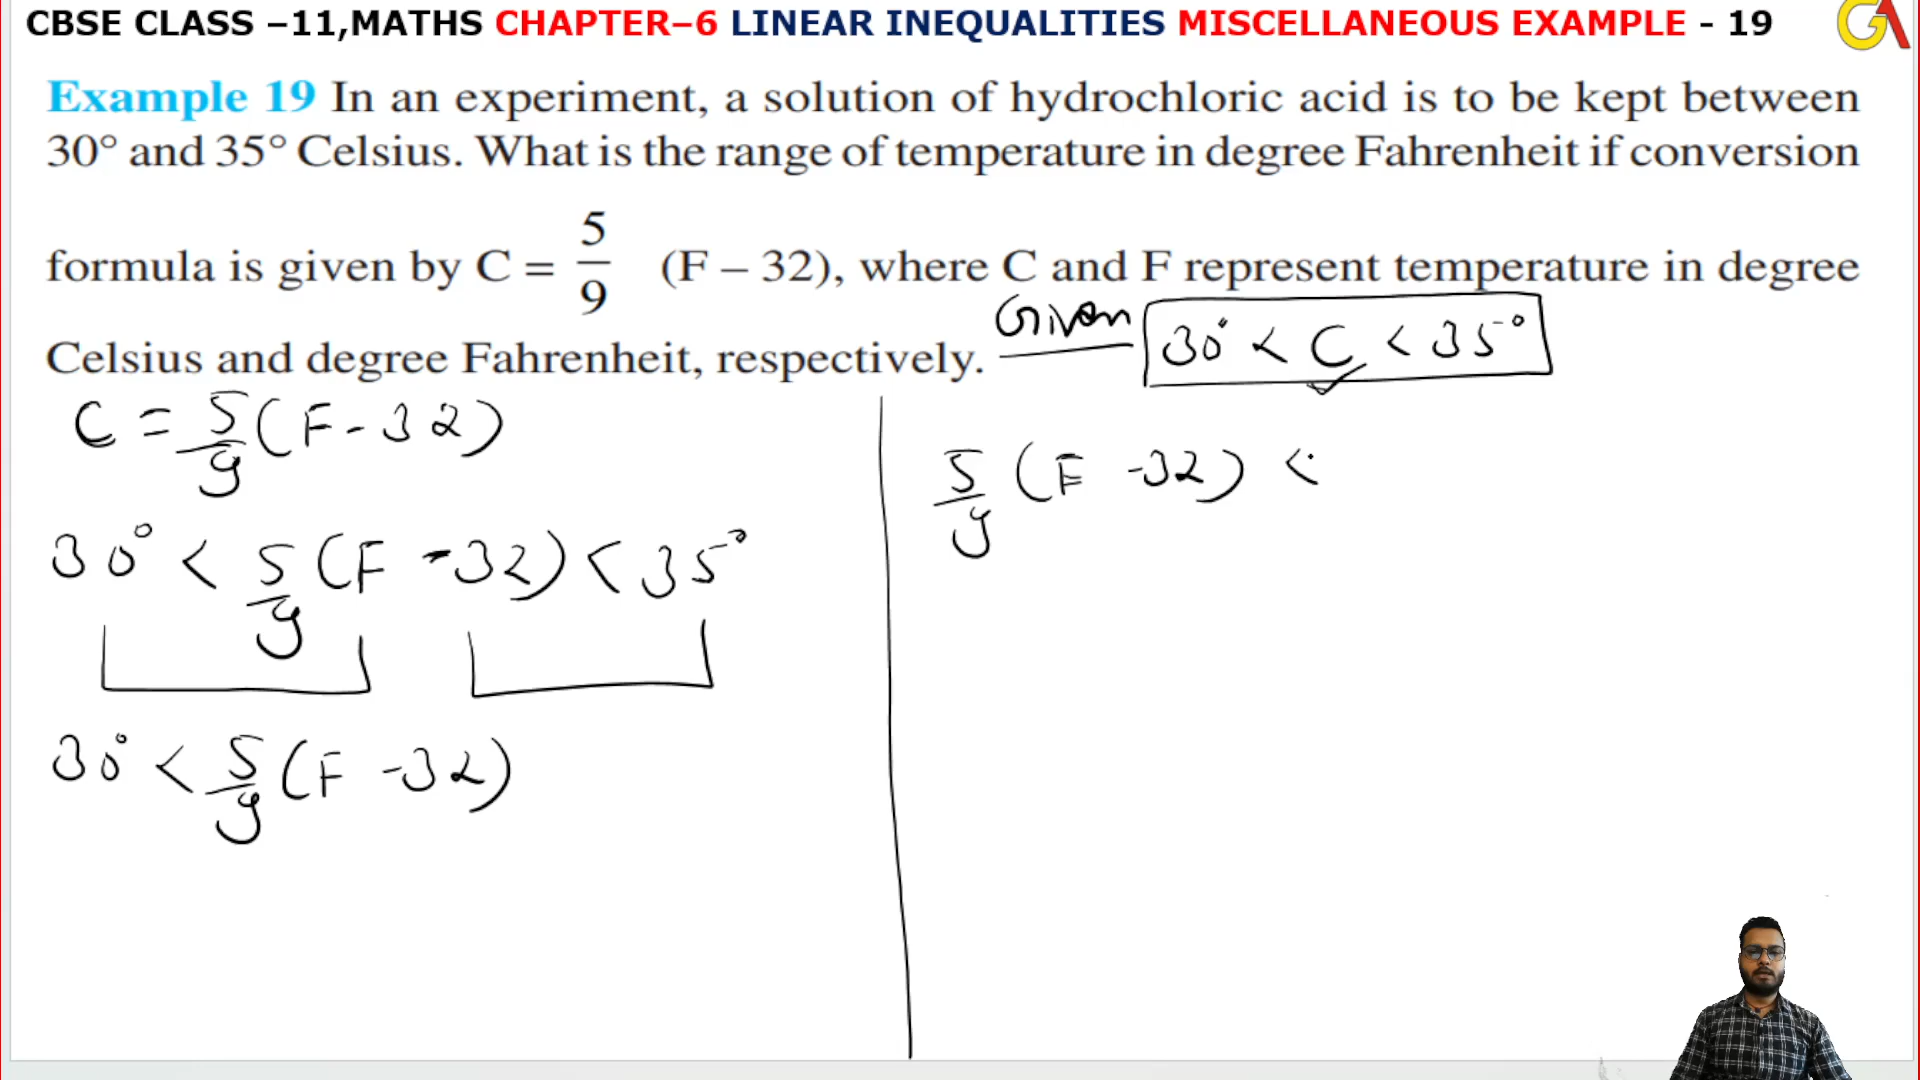 CBSE CLASS –11,MATHS CHAPTER–6 LINEAR INEQUALITIES MISCELLANEOUS EXAMPLE - 19
Example 19 In an experiment, a solution of hydrochloric acid is to be kept between
30° and 35° Celsius. What is the range of temperature in degree Fahrenheit if conversion
formula is given by C = 5/9 (F – 32), where C and F represent temperature in degree
Celsius and degree Fahrenheit, respectively.
Given 30° < C < 35°
C = 5/9 (F - 32)
30° < 5/9 (F - 32) < 35°
30° < 5/9 (F - 32)
5/9 (F - 32) <